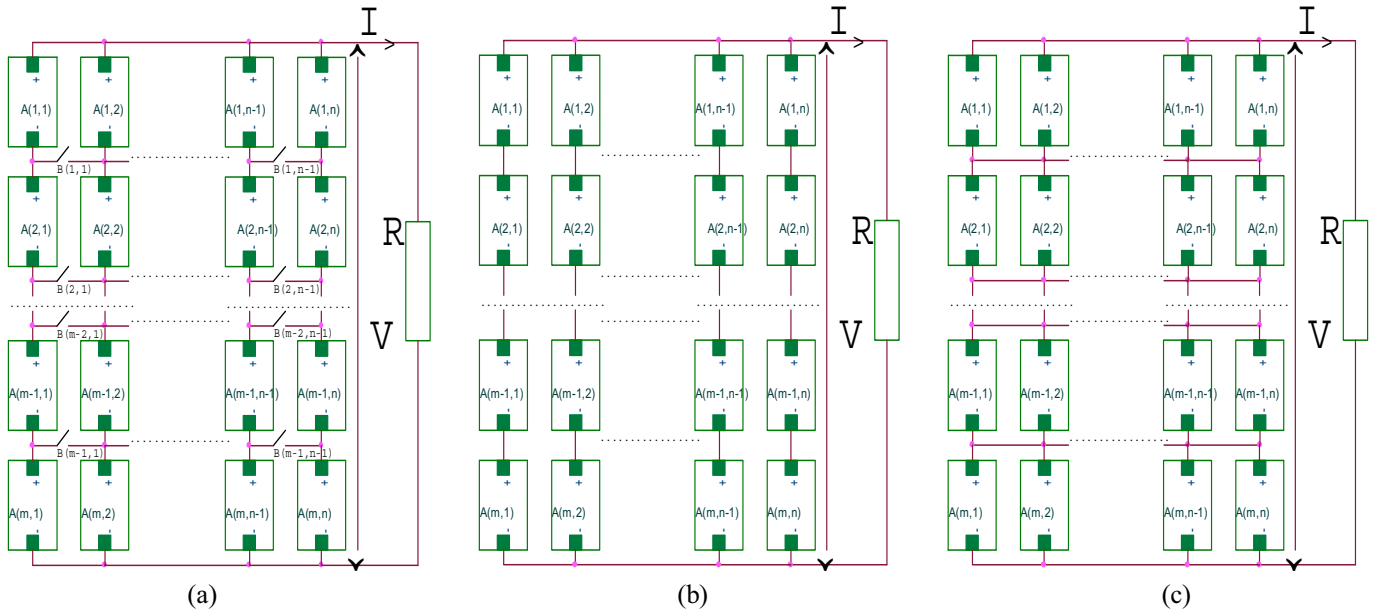 I I I
+ + + + + + + + + + + +
A(1,1) A(1,2) A(1,n-1) A(1,n) A(1,1) A(1,2) A(1,n-1) A(1,n) A(1,1) A(1,2) A(1,n-1) A(1,n)
B(1,1) B(1,n-1)
+ + + + + + + + + + + +
A(2,1) A(2,2) A(2,n-1) A(2,n) R A(2,1) A(2,2) A(2,n-1) A(2,n) R A(2,1) A(2,2) A(2,n-1) A(2,n) R
B(2,1) B(2,n-1)
B(m-2,1) B(m-2,n-1) V V V
+ + + + + + + + + + + +
A(m-1,1) A(m-1,2) A(m-1,n-1) A(m-1,n) A(m-1,1) A(m-1,2) A(m-1,n-1) A(m-1,n) A(m-1,1) A(m-1,2) A(m-1,n-1) A(m-1,n)
B(m-1,1) B(m-1,n-1)
+ + + + + + + + + + + +
A(m,1) A(m,2) A(m,n-1) A(m,n) A(m,1) A(m,2) A(m,n-1) A(m,n) A(m,1) A(m,2) A(m,n-1) A(m,n)
(a) (b) (c)